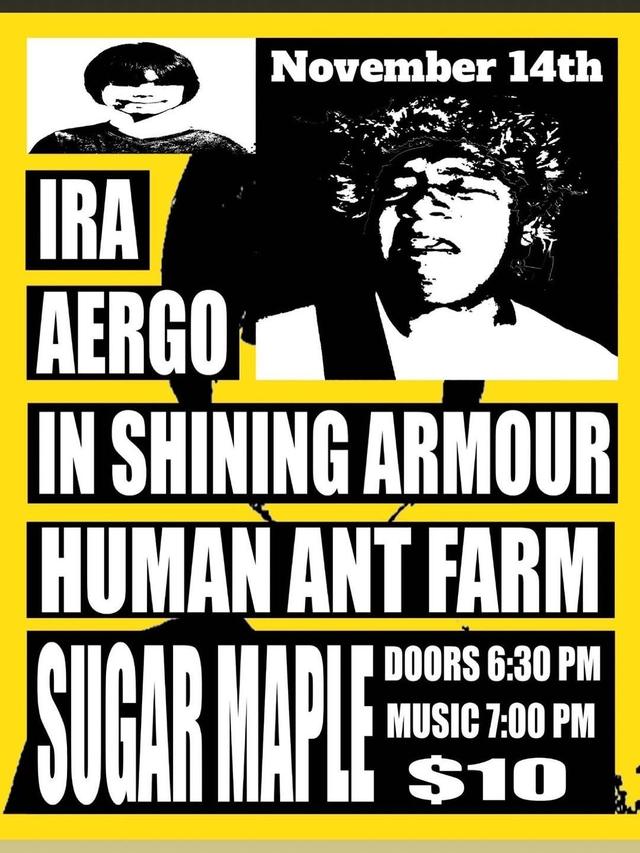 November 14th
IRA
AERGO
IN SHINING ARMOUR
HUMAN ANT FARM
SUGAR MAPLE
DOORS 6:30 PM
MUSIC 7:00 PM
$10